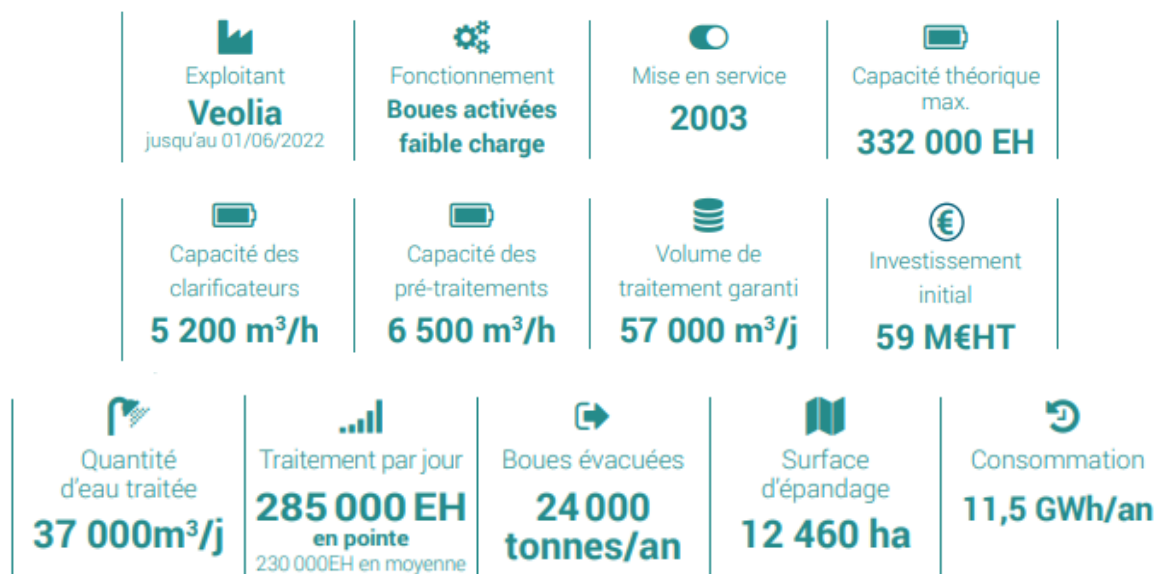 Exploitant
Veolia
jusqu'au 01/06/2022
Fonctionnement
Boues activées
faible charge
Mise en service
2003
Capacité théorique
max.
332 000 EH
Capacité des
clarificateurs
5 200 m³/h
Capacité des
pré-traitements
6 500 m³/h
Volume de
traitement garanti
57 000 m³/j
€
Investissement
initial
59 M€HT
Quantité
d'eau traitée
37 000m³/j
Traitement par jour
285 000 EH
en pointe
230 000EH en moyenne
Boues évacuées
24 000
tonnes/an
Surface
d'épandage
12 460 ha
Consommation
11,5 GWh/an